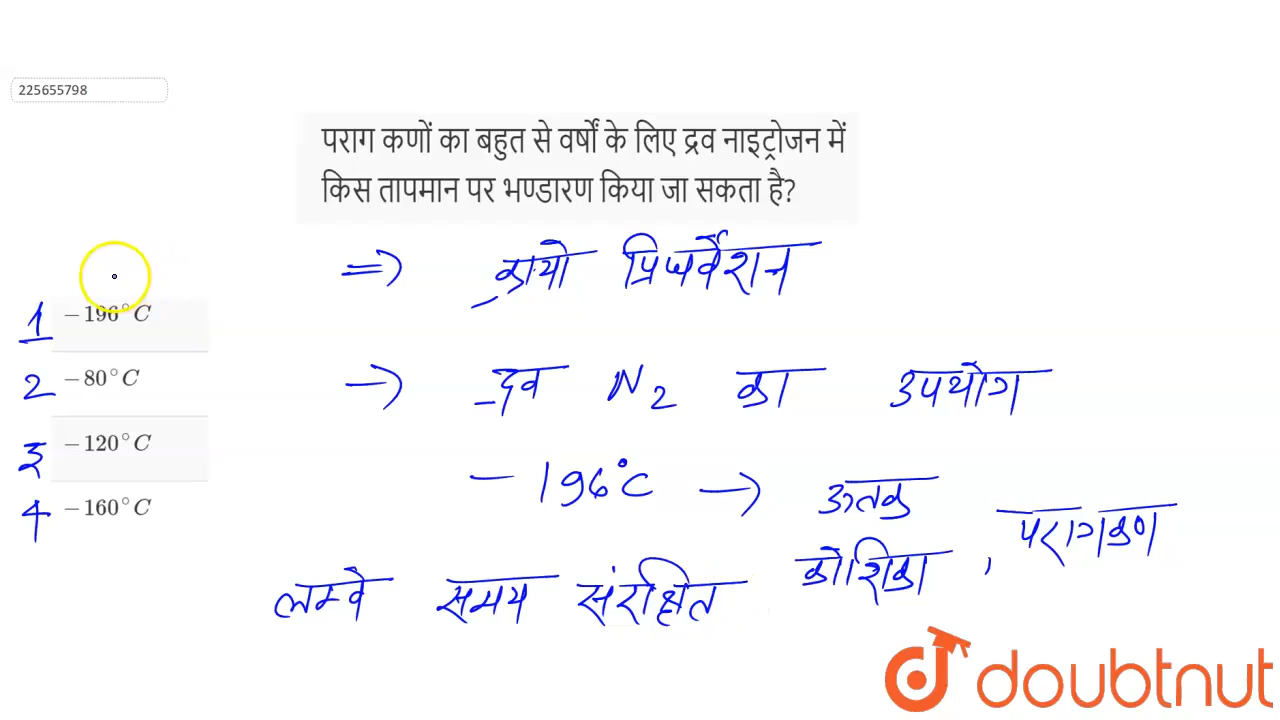 225655798
पराग कणों का बहुत से वर्षों के लिए द्रव नाइट्रोजन में
किस तापमान पर भण्डारण किया जा सकता है?
⇒ क्रायो प्रिजर्वेशन
1 −196°C
2 −80°C
→ द्रव N₂ का उपयोग
3 −120°C
−196°C → ऊतक
4 −160°C
कोशिका , परागकण
लम्बे समय संरक्षित
doubtnut